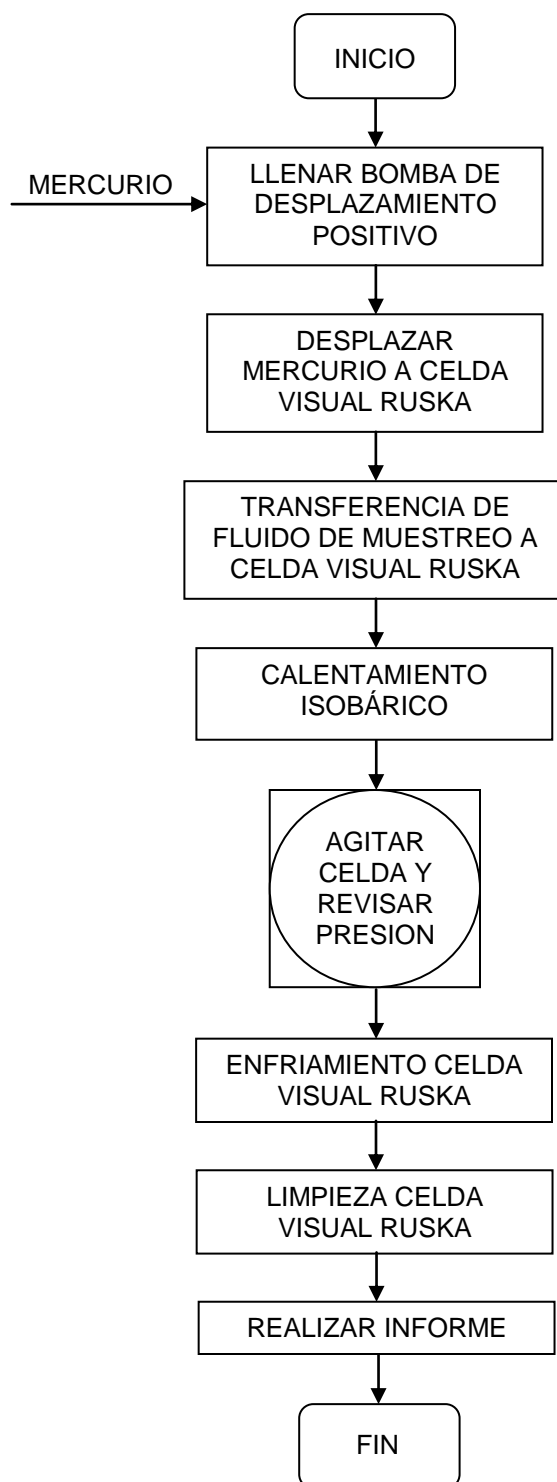 INICIO
MERCURIO
LLENAR BOMBA DE
DESPLAZAMIENTO
POSITIVO
DESPLAZAR
MERCURIO A CELDA
VISUAL RUSKA
TRANSFERENCIA DE
FLUIDO DE MUESTREO A
CELDA VISUAL RUSKA
CALENTAMIENTO
ISOBÁRICO
AGITAR
CELDA Y
REVISAR
PRESION
ENFRIAMIENTO CELDA
VISUAL RUSKA
LIMPIEZA CELDA
VISUAL RUSKA
REALIZAR INFORME
FIN